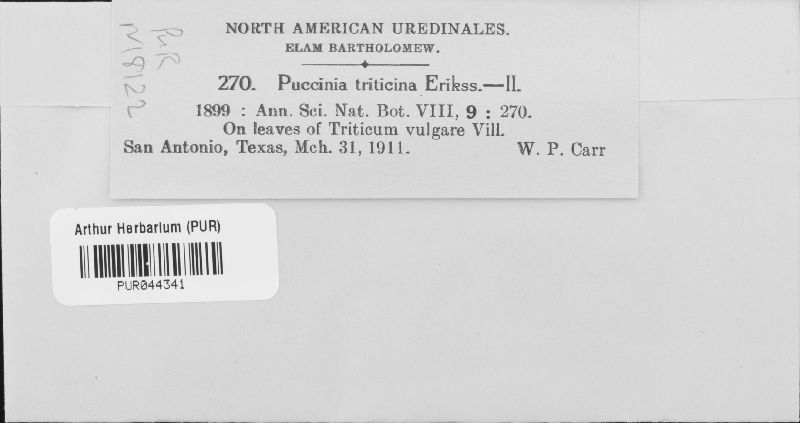 NORTH AMERICAN UREDINALES.
ELAM BARTHOLOMEW.
270. Puccinia triticina Erikss.—II.
1899 : Ann. Sci. Nat. Bot. VIII, 9 : 270.
On leaves of Triticum vulgare Vill.
San Antonio, Texas, Mch. 31, 1911. W. P. Carr
PUR
N18122
Arthur Herbarium (PUR)
PUR044341